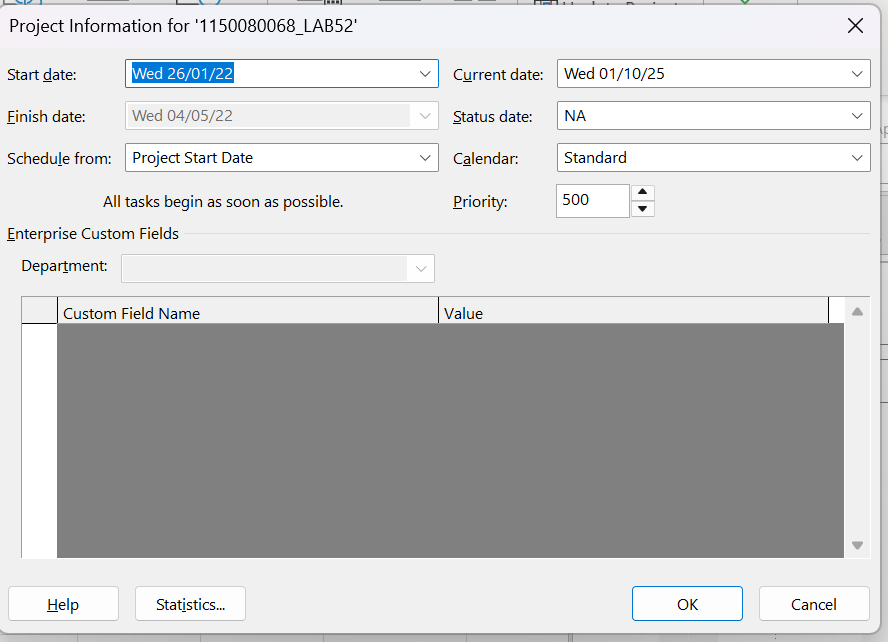 Project Information for '1150080068_LAB52'
Start date: Wed 26/01/22 Current date: Wed 01/10/25
Finish date: Wed 04/05/22 Status date: NA
Schedule from: Project Start Date Calendar: Standard
All tasks begin as soon as possible. Priority: 500
Enterprise Custom Fields
Department:
Custom Field Name Value
Help Statistics... OK Cancel